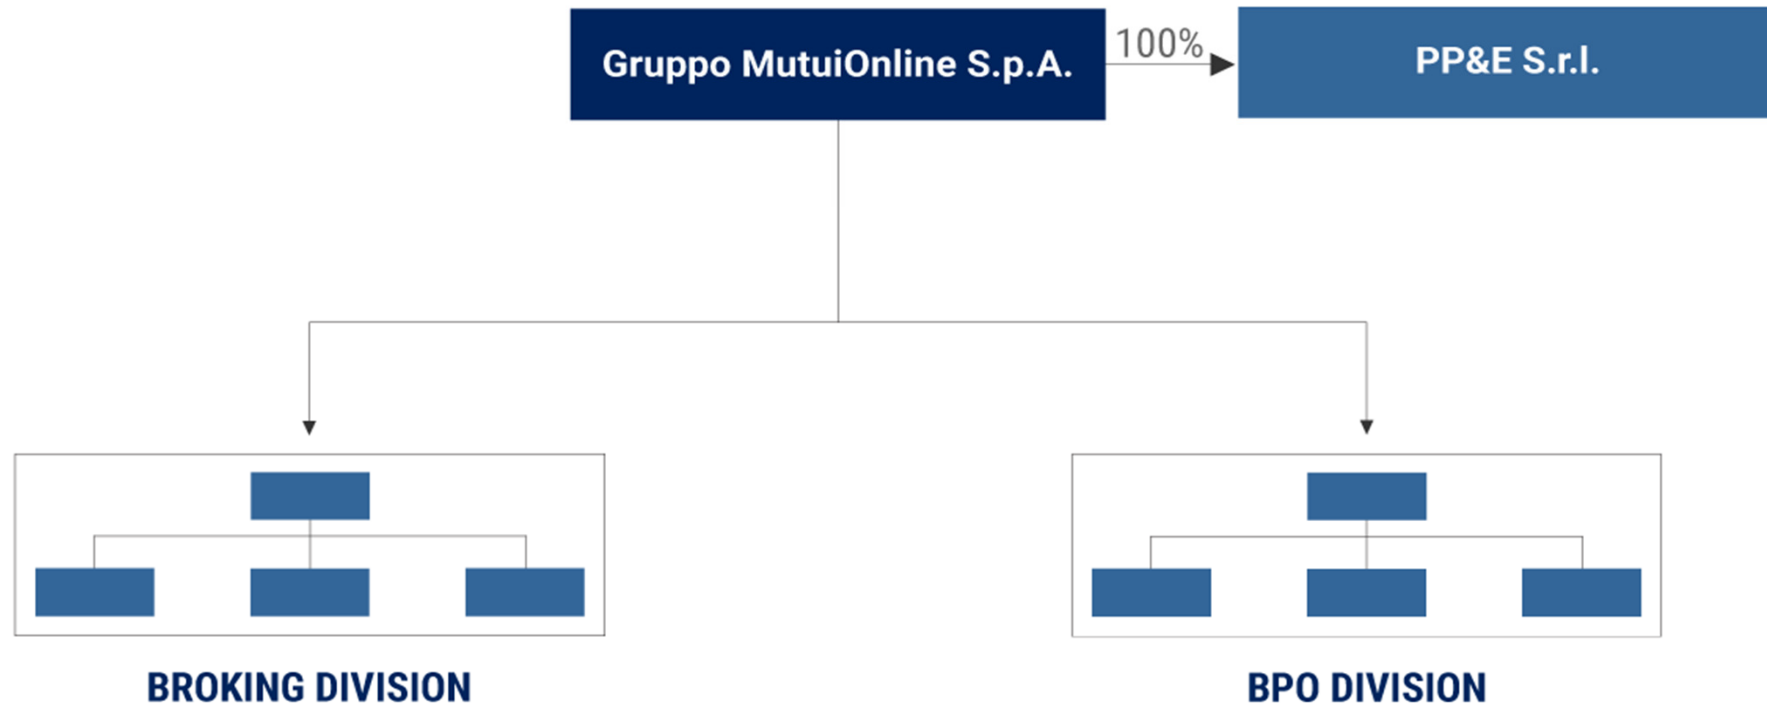 Gruppo MutuiOnline S.p.A.
100%
PP&E S.r.l.
BROKING DIVISION
BPO DIVISION